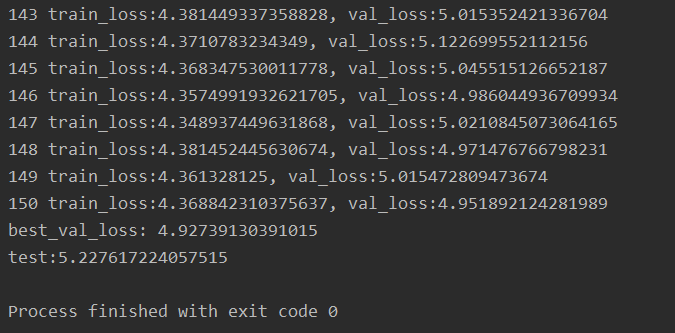 143 train_loss:4.381449337358828, val_loss:5.015352421336704
144 train_loss:4.3710783234349, val_loss:5.122699552112156
145 train_loss:4.368347530011778, val_loss:5.045515126652187
146 train_loss:4.3574991932621705, val_loss:4.986044936709934
147 train_loss:4.348937449631868, val_loss:5.0210845073064165
148 train_loss:4.381452445630674, val_loss:4.971476766798231
149 train_loss:4.361328125, val_loss:5.015472809473674
150 train_loss:4.368842310375637, val_loss:4.951892124281989
best_val_loss: 4.92739130391015
test:5.227617224057515
Process finished with exit code 0